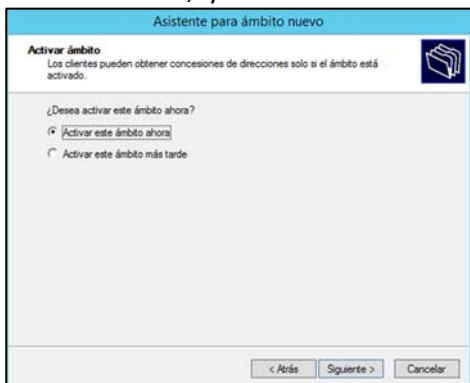 Asistente para ámbito nuevo
Activar ámbito
Los clientes pueden obtener concesiones de direcciones solo si el ámbito está
activado.
¿Desea activar este ámbito ahora?
Activar este ámbito ahora
Activar este ámbito más tarde
< Atrás Siguiente > Cancelar